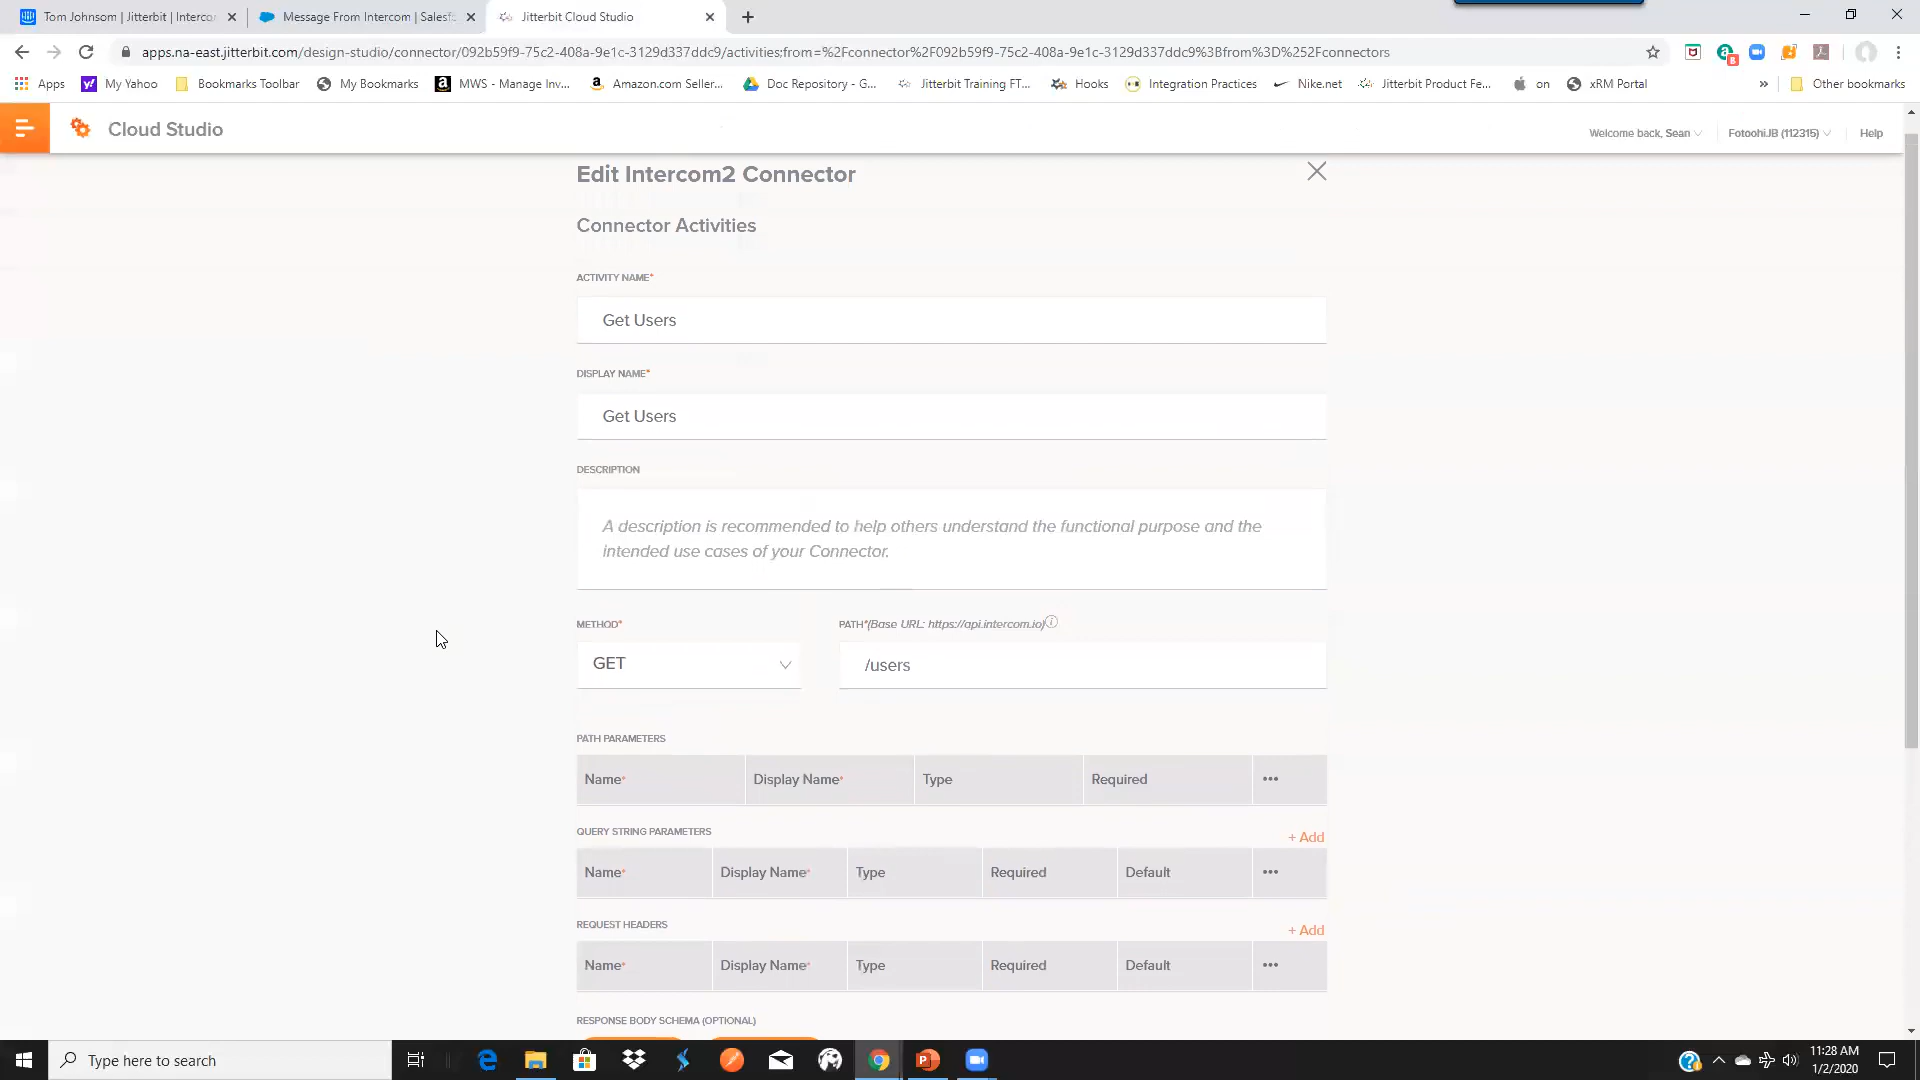 Tom Johnsom | Jitterbit | Interco
Message From Intercom | Salesf
Jitterbit Cloud Studio
apps.na-east.jitterbit.com/design-studio/connector/092b59f9-75c2-408a-9e1c-3129d337ddc9/activities;from=%2Fconnector%2F092b59f9-75c2-408a-9e1c-3129d337ddc9%3Bfrom%3D%252Fconnectors
Apps
My Yahoo
Bookmarks Toolbar
My Bookmarks
MWS - Manage Inv...
Amazon.com Seller...
Doc Repository - G...
Jitterbit Training FT...
Hooks
Integration Practices
Nike.net
Jitterbit Product Fe...
on
xRM Portal
»
Other bookmarks
Cloud Studio
Welcome back, Sean
FotoohiJB (112315)
Help
Edit Intercom2 Connector
Connector Activities
ACTIVITY NAME*
Get Users
DISPLAY NAME*
Get Users
DESCRIPTION
A description is recommended to help others understand the functional purpose and the
intended use cases of your Connector.
METHOD*
PATH*(Base URL: https://api.intercom.io)
GET
/users
PATH PARAMETERS
Name* Display Name* Type Required •••
QUERY STRING PARAMETERS
+ Add
Name* Display Name* Type Required Default •••
REQUEST HEADERS
+ Add
Name* Display Name* Type Required Default •••
RESPONSE BODY SCHEMA (OPTIONAL)
Type here to search
11:28 AM
1/2/2020